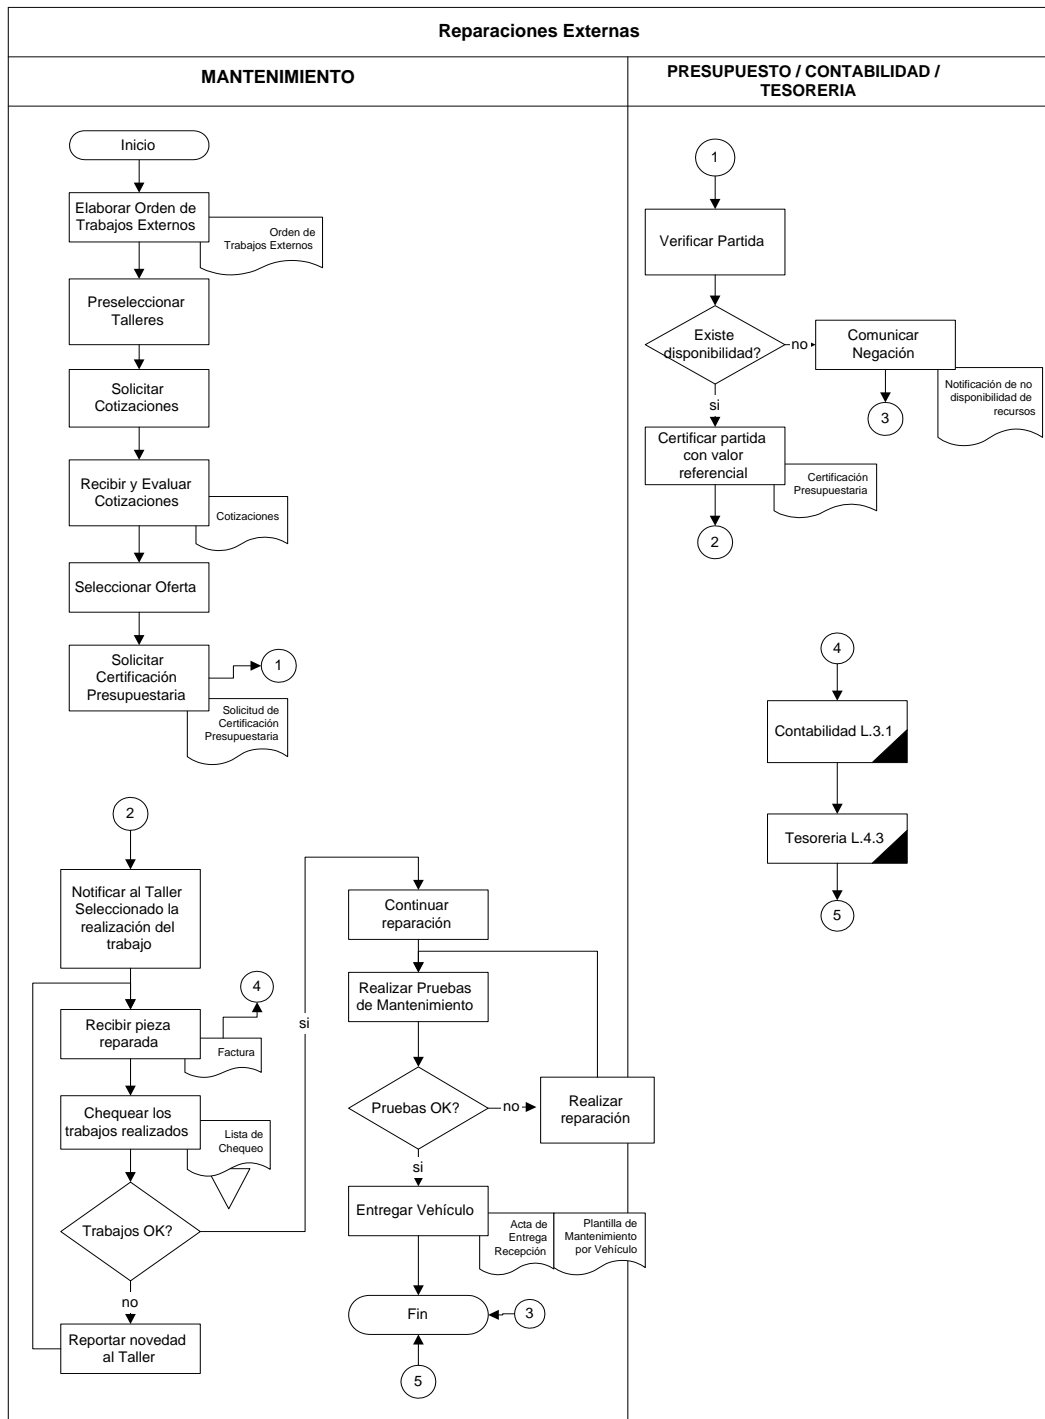 Reparaciones Externas
MANTENIMIENTO
PRESUPUESTO / CONTABILIDAD /
TESORERIA
Inicio
Elaborar Orden de
Trabajos Externos
Orden de
Trabajos Externos
Preseleccionar
Talleres
Solicitar
Cotizaciones
Recibir y Evaluar
Cotizaciones
Cotizaciones
Seleccionar Oferta
Solicitar
Certificación
Presupuestaria
1
Solicitud de
Certificación
Presupuestaria
2
Notificar al Taller
Seleccionado la
realización del
trabajo
4
Recibir pieza
reparada
Factura
Chequear los
trabajos realizados
Lista de
Chequeo
Trabajos OK?
si
no
Reportar novedad
al Taller
Continuar
reparación
Realizar Pruebas
de Mantenimiento
Pruebas OK?
no
Realizar
reparación
si
Entregar Vehículo
Acta de
Entrega
Recepción
Plantilla de
Mantenimiento
por Vehículo
Fin
3
5
1
Verificar Partida
Existe
disponibilidad?
no
Comunicar
Negación
Notificación de no
disponibilidad de
recursos
3
si
Certificar partida
con valor
referencial
Certificación
Presupuestaria
2
4
Contabilidad L.3.1
Tesoreria L.4.3
5